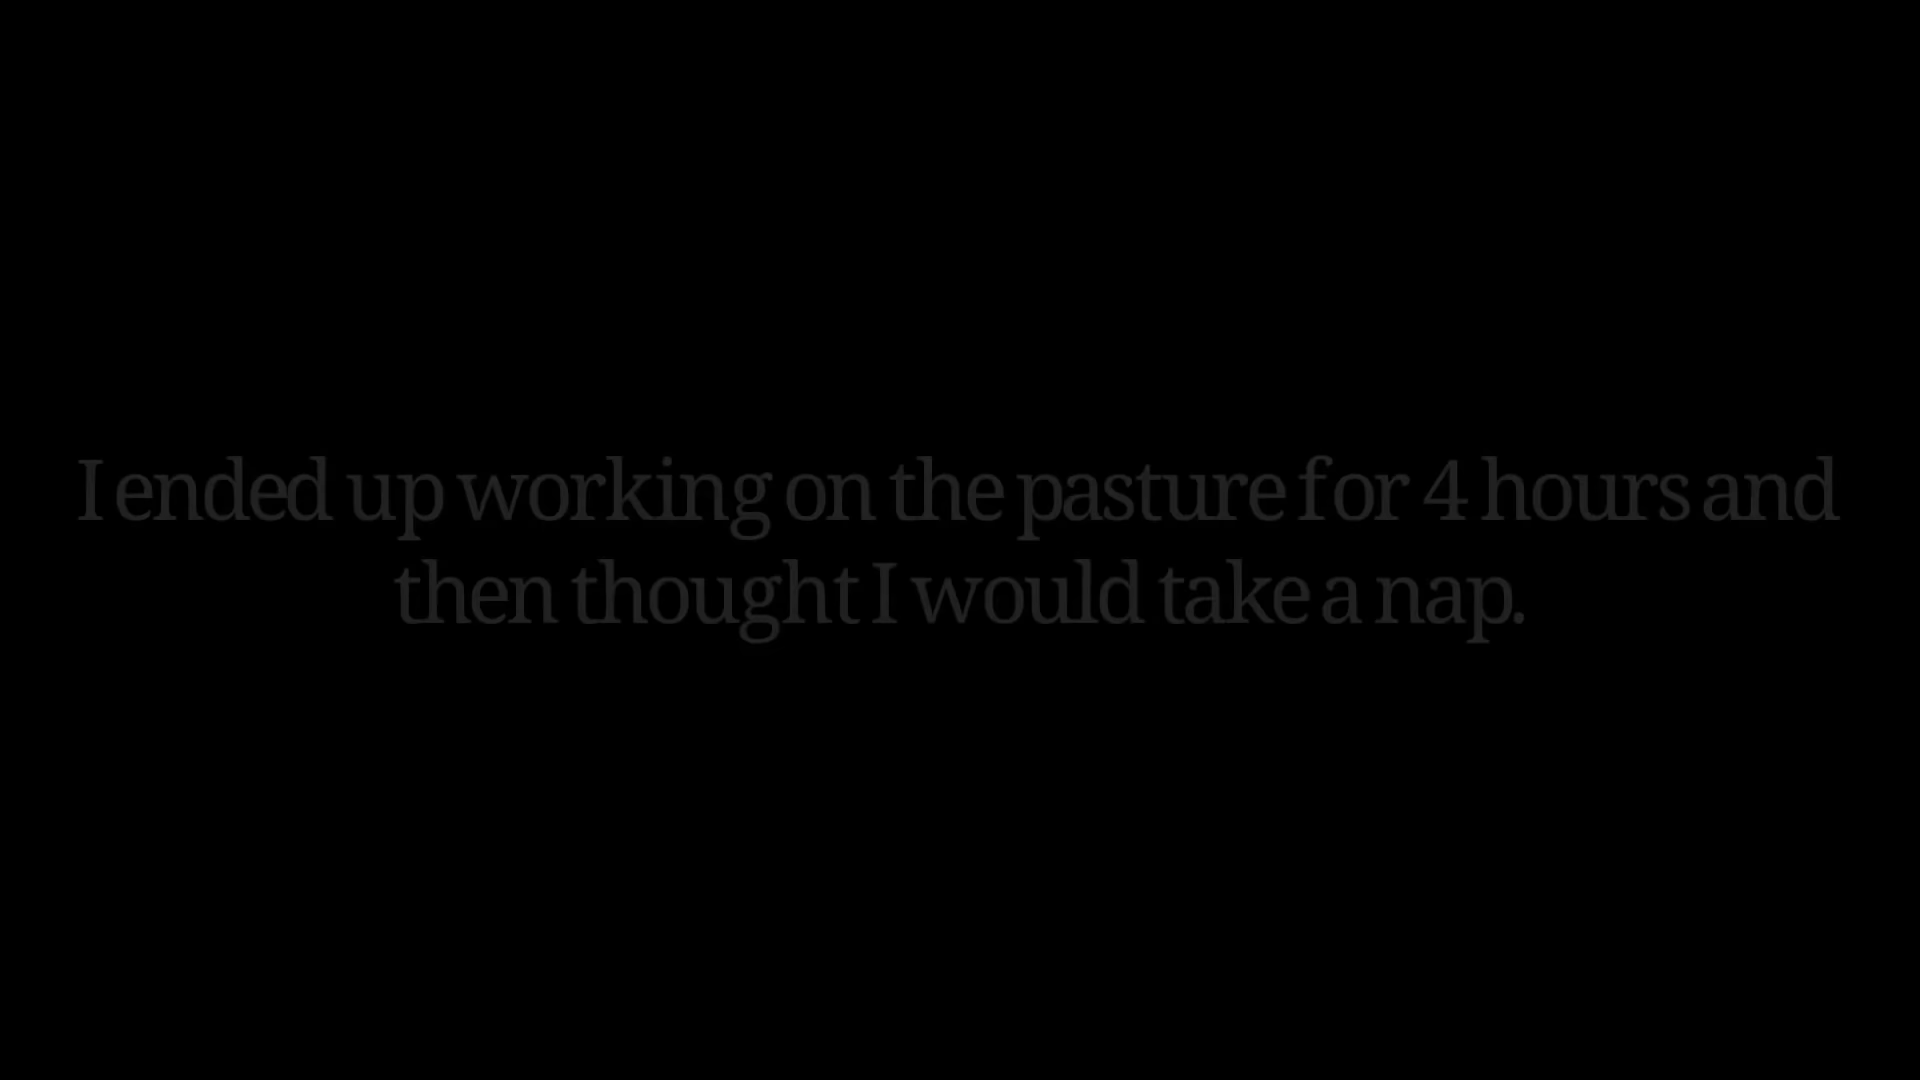 I ended up working on the pasture for 4 hours and
then thought I would take a nap.